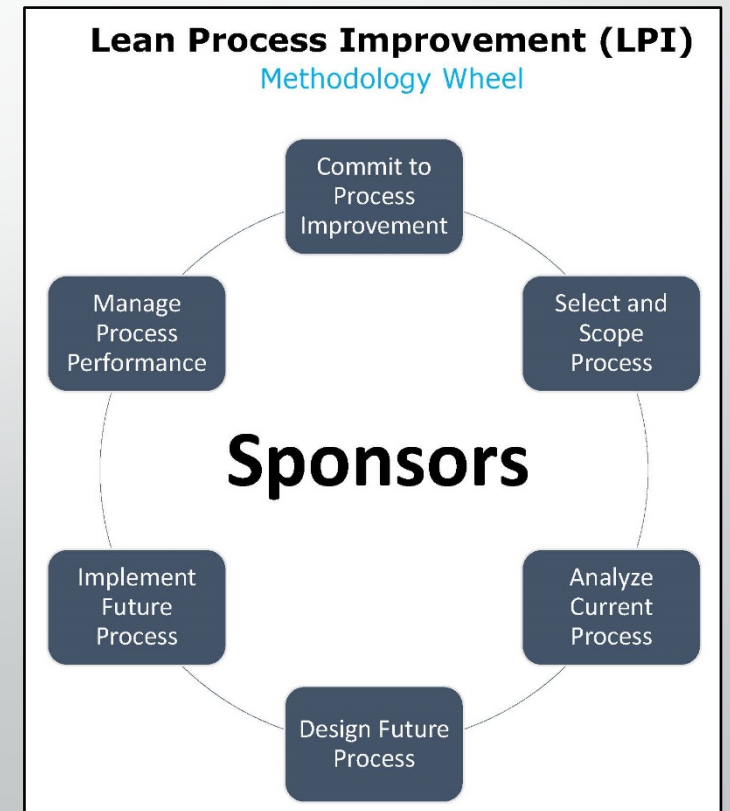 Lean Process Improvement (LPI)
Methodology Wheel
Commit to
Process
Improvement
Select and
Scope
Process
Analyze
Current
Process
Design Future
Process
Implement
Future
Process
Manage
Process
Performance
Sponsors